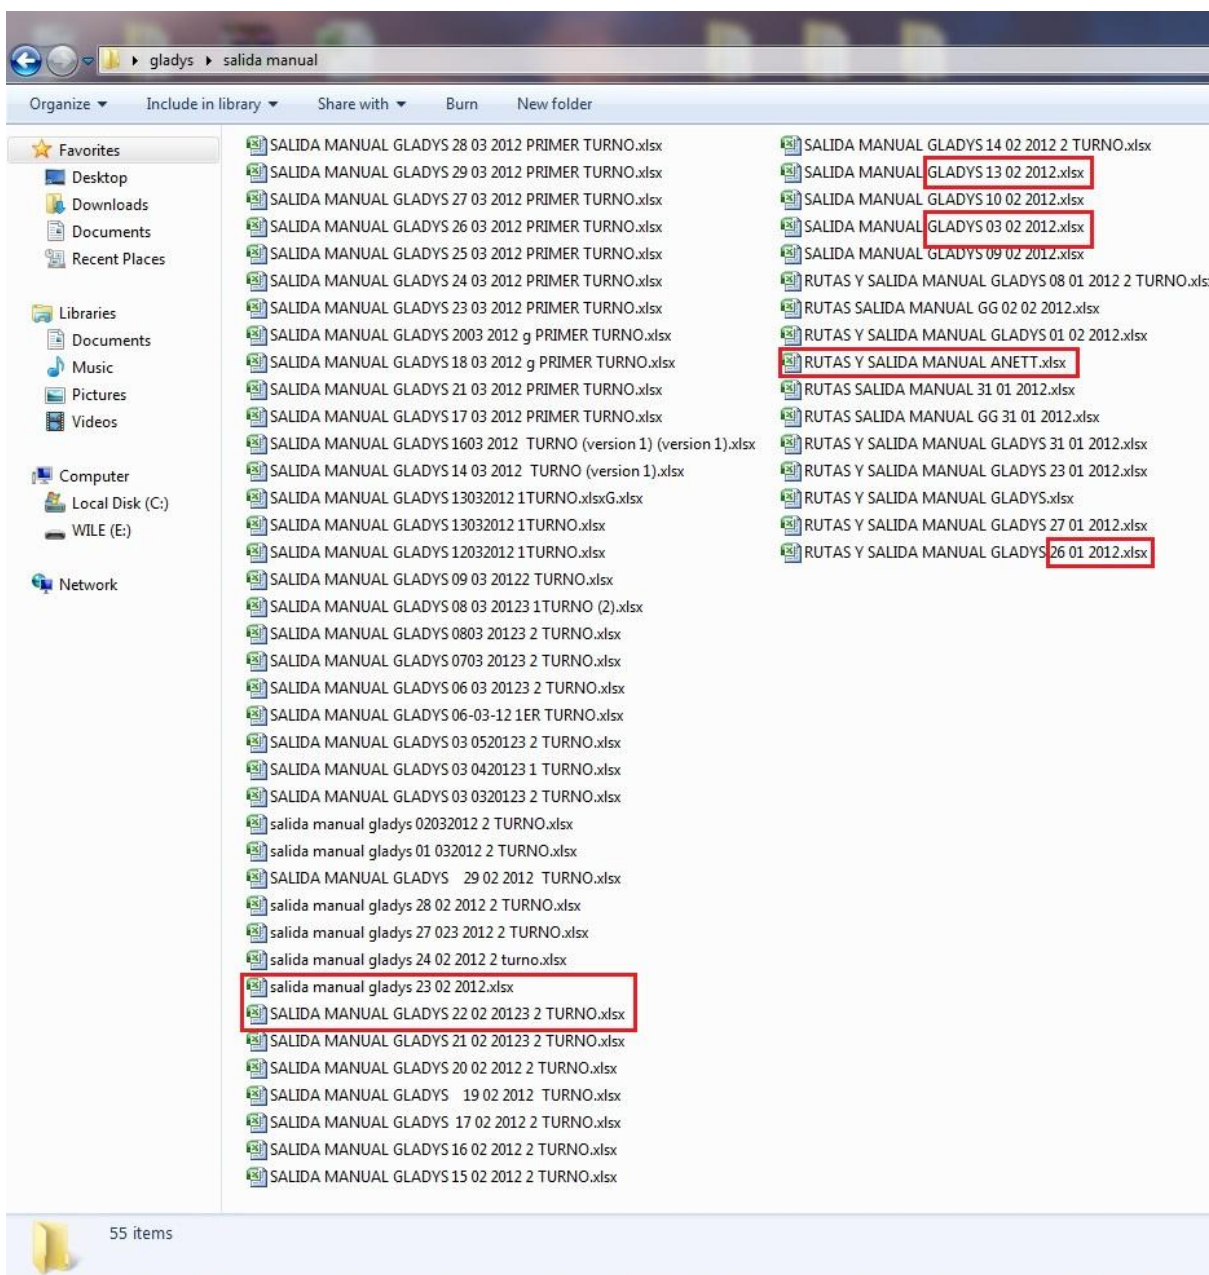 gladys salida manual
Organize Include in library Share with Burn New folder
Favorites
Desktop
Downloads
Documents
Recent Places
Libraries
Documents
Music
Pictures
Videos
Computer
Local Disk (C:)
WILE (E:)
Network
SALIDA MANUAL GLADYS 28 03 2012 PRIMER TURNO.xlsx
SALIDA MANUAL GLADYS 29 03 2012 PRIMER TURNO.xlsx
SALIDA MANUAL GLADYS 27 03 2012 PRIMER TURNO.xlsx
SALIDA MANUAL GLADYS 26 03 2012 PRIMER TURNO.xlsx
SALIDA MANUAL GLADYS 25 03 2012 PRIMER TURNO.xlsx
SALIDA MANUAL GLADYS 24 03 2012 PRIMER TURNO.xlsx
SALIDA MANUAL GLADYS 23 03 2012 PRIMER TURNO.xlsx
SALIDA MANUAL GLADYS 2003 2012 g PRIMER TURNO.xlsx
SALIDA MANUAL GLADYS 18 03 2012 g PRIMER TURNO.xlsx
SALIDA MANUAL GLADYS 21 03 2012 PRIMER TURNO.xlsx
SALIDA MANUAL GLADYS 17 03 2012 PRIMER TURNO.xlsx
SALIDA MANUAL GLADYS 1603 2012  TURNO (version 1) (version 1).xlsx
SALIDA MANUAL GLADYS 14 03 2012  TURNO (version 1).xlsx
SALIDA MANUAL GLADYS 13032012 1TURNO.xlsxG.xlsx
SALIDA MANUAL GLADYS 13032012 1TURNO.xlsx
SALIDA MANUAL GLADYS 12032012 1TURNO.xlsx
SALIDA MANUAL GLADYS 09 03 20122 TURNO.xlsx
SALIDA MANUAL GLADYS 08 03 20123 1TURNO (2).xlsx
SALIDA MANUAL GLADYS 0803 20123 2 TURNO.xlsx
SALIDA MANUAL GLADYS 0703 20123 2 TURNO.xlsx
SALIDA MANUAL GLADYS 06 03 20123 2 TURNO.xlsx
SALIDA MANUAL GLADYS 06-03-12 1ER TURNO.xlsx
SALIDA MANUAL GLADYS 03 0520123 2 TURNO.xlsx
SALIDA MANUAL GLADYS 03 0420123 1 TURNO.xlsx
SALIDA MANUAL GLADYS 03 0320123 2 TURNO.xlsx
salida manual gladys 02032012 2 TURNO.xlsx
salida manual gladys 01 032012 2 TURNO.xlsx
SALIDA MANUAL GLADYS   29 02 2012  TURNO.xlsx
salida manual gladys 28 02 2012 2 TURNO.xlsx
salida manual gladys 27 023 2012 2 TURNO.xlsx
salida manual gladys 24 02 2012 2 turno.xlsx
salida manual gladys 23 02 2012.xlsx
SALIDA MANUAL GLADYS 22 02 20123 2 TURNO.xlsx
SALIDA MANUAL GLADYS 21 02 20123 2 TURNO.xlsx
SALIDA MANUAL GLADYS 20 02 2012 2 TURNO.xlsx
SALIDA MANUAL GLADYS   19 02 2012  TURNO.xlsx
SALIDA MANUAL GLADYS  17 02 2012 2 TURNO.xlsx
SALIDA MANUAL GLADYS 16 02 2012 2 TURNO.xlsx
SALIDA MANUAL GLADYS 15 02 2012 2 TURNO.xlsx
SALIDA MANUAL GLADYS 14 02 2012 2 TURNO.xlsx
SALIDA MANUAL GLADYS 13 02 2012.xlsx
SALIDA MANUAL GLADYS 10 02 2012.xlsx
SALIDA MANUAL GLADYS 03 02 2012.xlsx
SALIDA MANUAL GLADYS 09 02 2012.xlsx
RUTAS Y SALIDA MANUAL GLADYS 08 01 2012 2 TURNO.xls
RUTAS SALIDA MANUAL GG 02 02 2012.xlsx
RUTAS Y SALIDA MANUAL GLADYS 01 02 2012.xlsx
RUTAS Y SALIDA MANUAL ANETT.xlsx
RUTAS SALIDA MANUAL 31 01 2012.xlsx
RUTAS SALIDA MANUAL GG 31 01 2012.xlsx
RUTAS Y SALIDA MANUAL GLADYS 31 01 2012.xlsx
RUTAS Y SALIDA MANUAL GLADYS 23 01 2012.xlsx
RUTAS Y SALIDA MANUAL GLADYS.xlsx
RUTAS Y SALIDA MANUAL GLADYS 27 01 2012.xlsx
RUTAS Y SALIDA MANUAL GLADYS 26 01 2012.xlsx
55 items